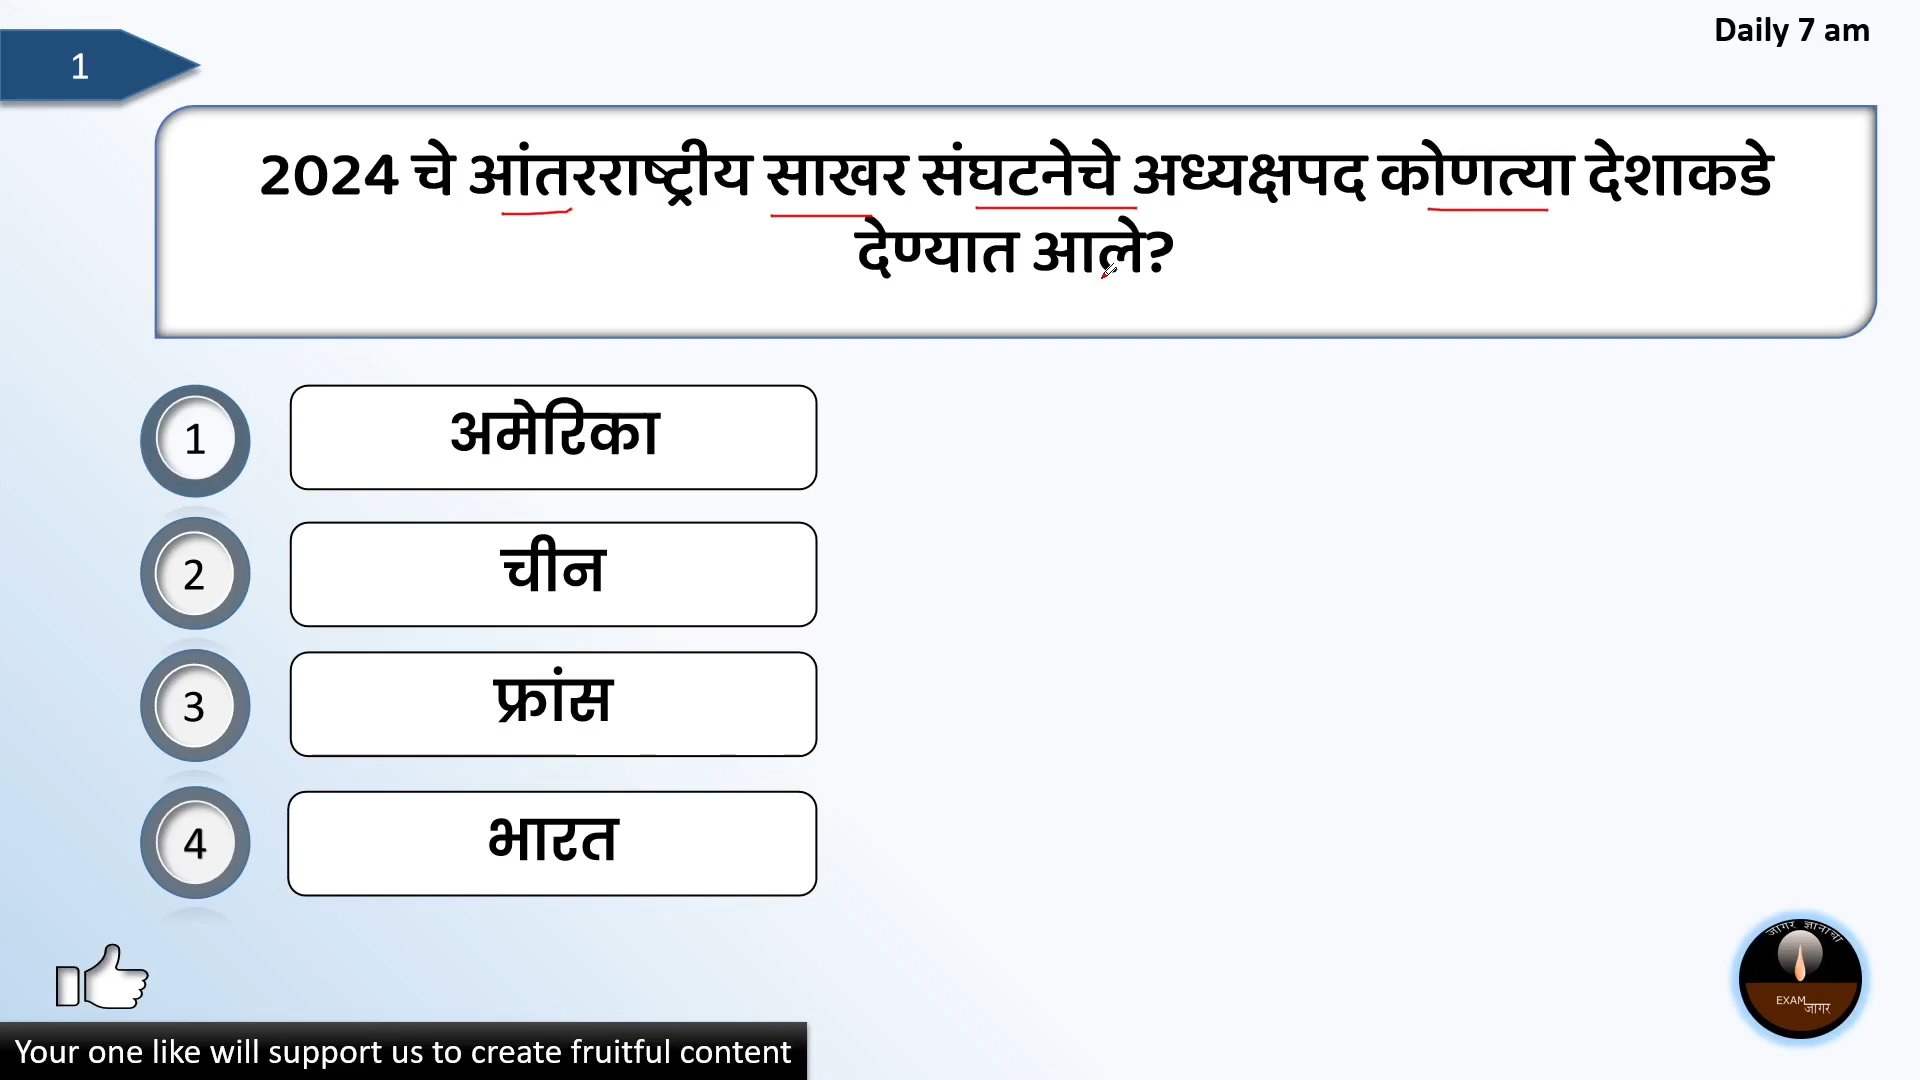 Daily 7 am
1
2024 चे आंतरराष्ट्रीय साखर संघटनेचे अध्यक्षपद कोणत्या देशाकडे
देण्यात आले?
1
अमेरिका
2
चीन
3
फ्रांस
4
भारत
जागर ज्ञानाचा
EXAM
जागर
Your one like will support us to create fruitful content